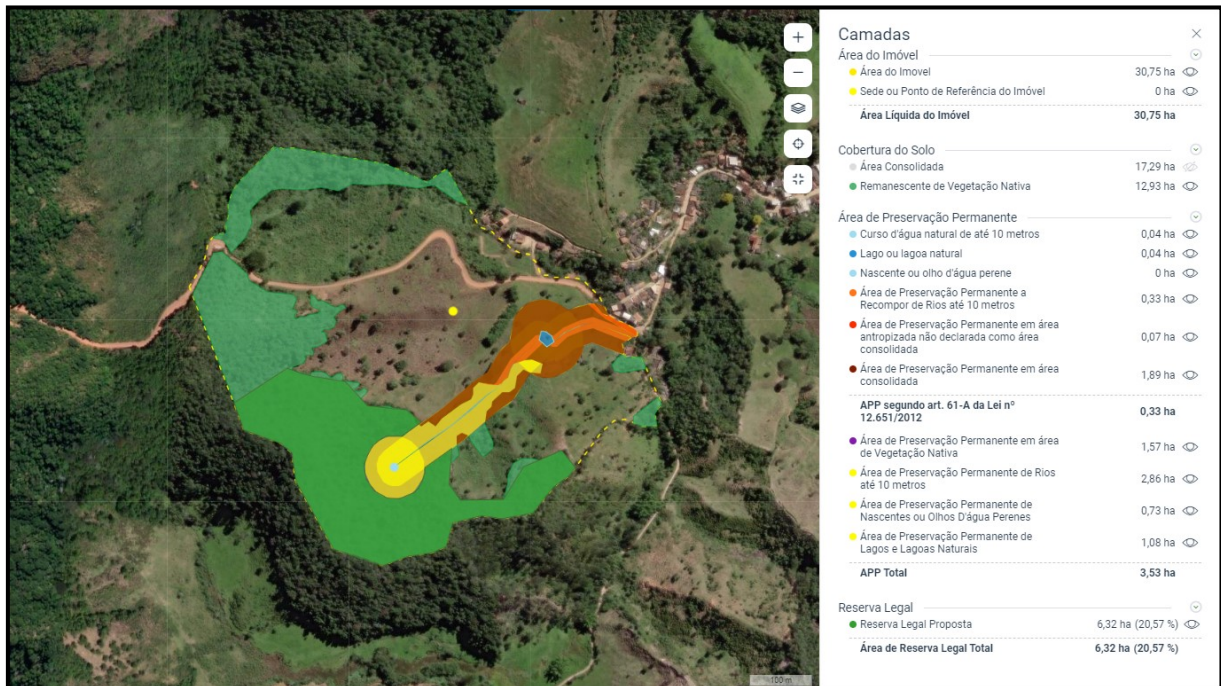 Camadas
Área do Imóvel
Área do Imovel 30,75 ha
Sede ou Ponto de Referência do Imóvel 0 ha
Área Líquida do Imóvel 30,75 ha
Cobertura do Solo
Área Consolidada 17,29 ha
Remanescente de Vegetação Nativa 12,93 ha
Área de Preservação Permanente
Curso d'água natural de até 10 metros 0,04 ha
Lago ou lagoa natural 0,04 ha
Nascente ou olho d'água perene 0 ha
Área de Preservação Permanente a
Recompor de Rios até 10 metros 0,33 ha
Área de Preservação Permanente em área
antropizada não declarada como área 0,07 ha
consolidada
Área de Preservação Permanente em área
consolidada 1,89 ha
APP segundo art. 61-A da Lei nº
12.651/2012 0,33 ha
Área de Preservação Permanente em área
de Vegetação Nativa 1,57 ha
Área de Preservação Permanente de Rios
até 10 metros 2,86 ha
Área de Preservação Permanente de
Nascentes ou Olhos D'água Perenes 0,73 ha
Área de Preservação Permanente de
Lagos e Lagoas Naturais 1,08 ha
APP Total 3,53 ha
Reserva Legal
Reserva Legal Proposta 6,32 ha (20,57 %)
Área de Reserva Legal Total 6,32 ha (20,57 %)
100 m